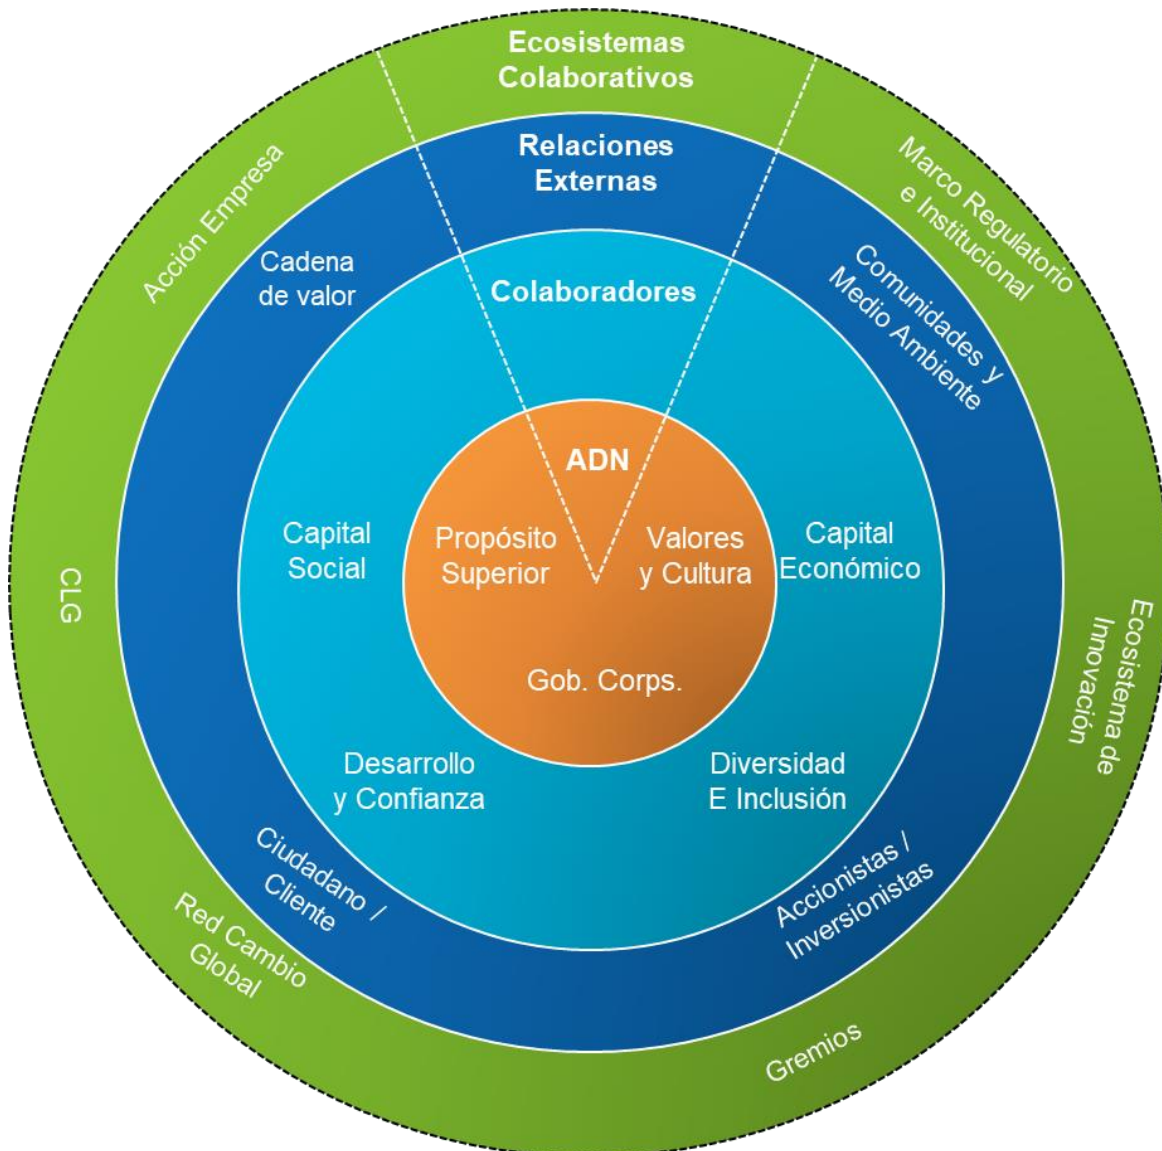 Ecosistemas
Colaborativos
Relaciones
Externas
Colaboradores
ADN
Acción Empresa
Marco Regulatorio
e Institucional
Cadena
de valor
Comunidades y
Medio Ambiente
Capital
Social
Propósito
Superior
Valores
y Cultura
Capital
Económico
CLG
Ecosistema de
Innovación
Gob. Corps.
Desarrollo
y Confianza
Diversidad
E Inclusión
Ciudadano /
Cliente
Accionistas /
Inversionistas
Red Cambio
Global
Gremios